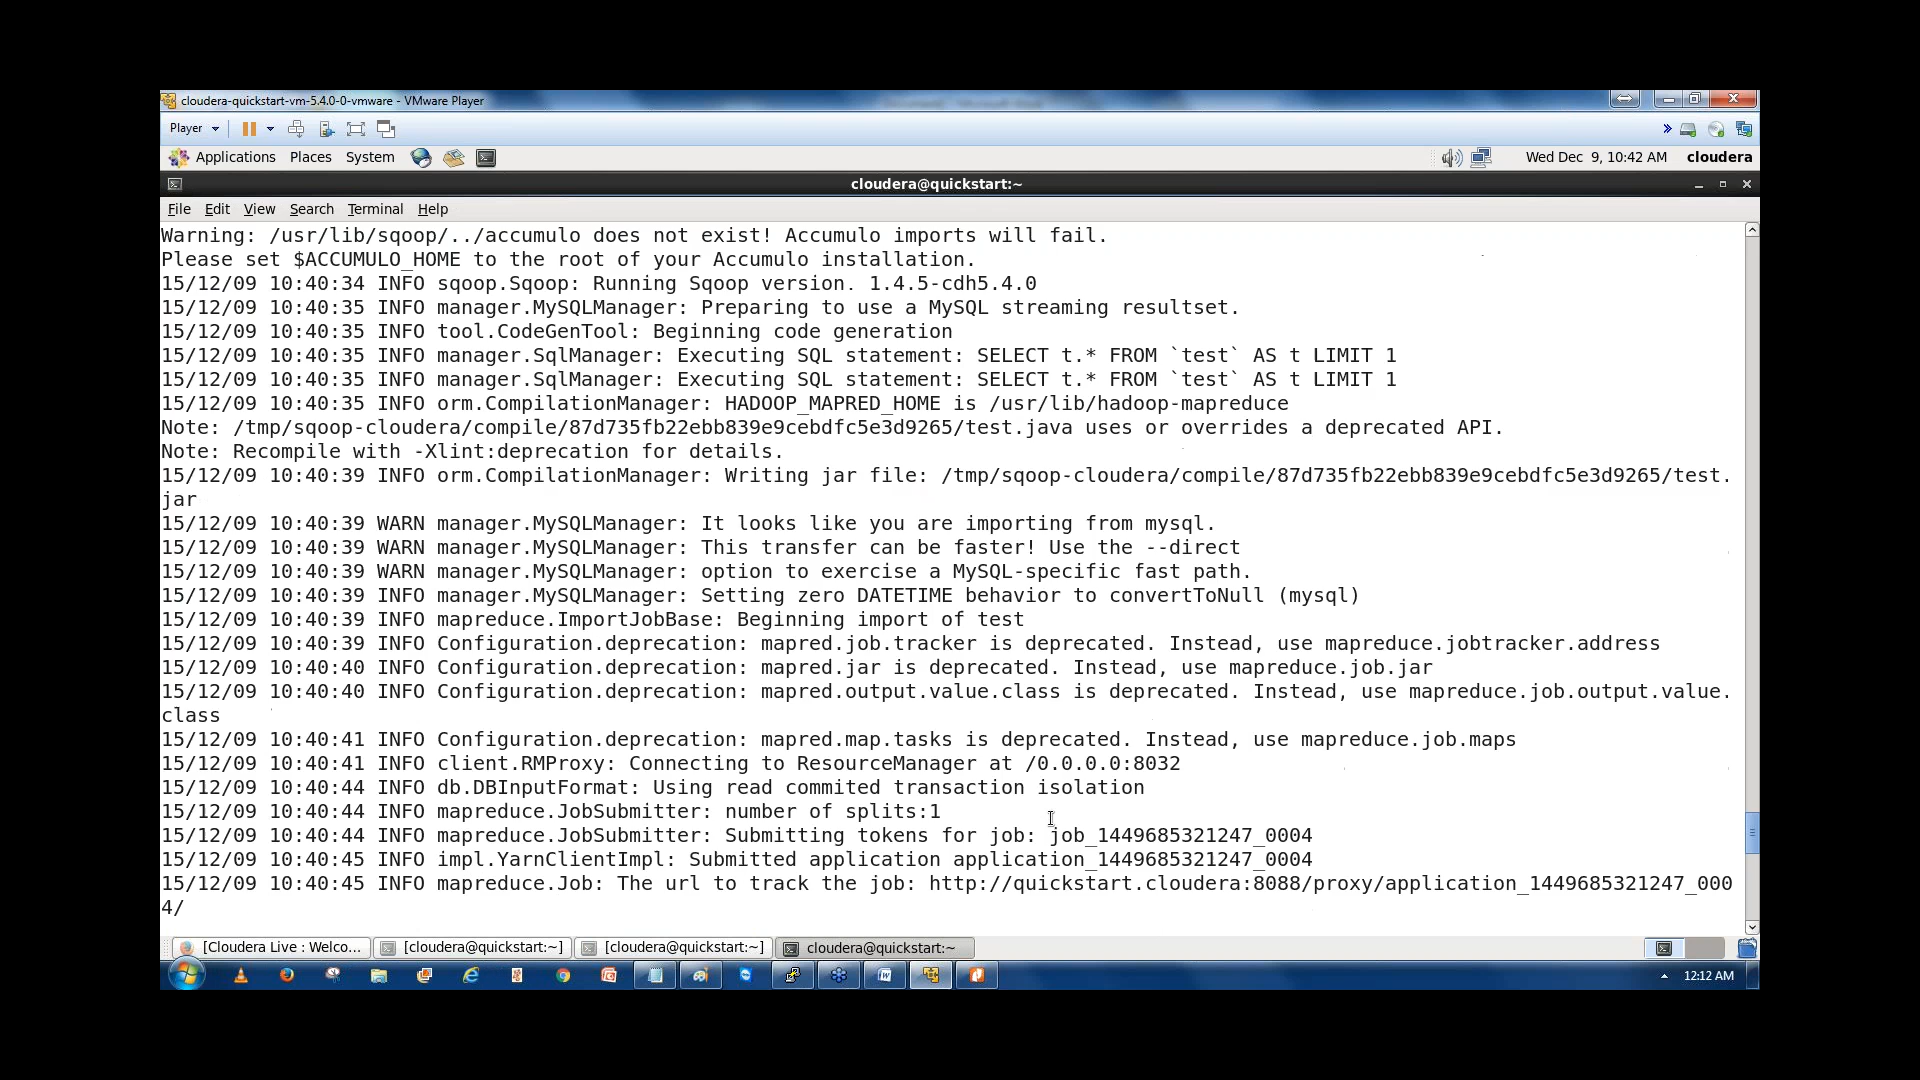 cloudera-quickstart-vm-5.4.0-0-vmware - VMware Player
Player
Applications Places System Wed Dec 9, 10:42 AM cloudera
cloudera@quickstart:~
File Edit View Search Terminal Help
Warning: /usr/lib/sqoop/../accumulo does not exist! Accumulo imports will fail.
Please set $ACCUMULO_HOME to the root of your Accumulo installation.
15/12/09 10:40:34 INFO sqoop.Sqoop: Running Sqoop version. 1.4.5-cdh5.4.0
15/12/09 10:40:35 INFO manager.MySQLManager: Preparing to use a MySQL streaming resultset.
15/12/09 10:40:35 INFO tool.CodeGenTool: Beginning code generation
15/12/09 10:40:35 INFO manager.SqlManager: Executing SQL statement: SELECT t.* FROM `test` AS t LIMIT 1
15/12/09 10:40:35 INFO manager.SqlManager: Executing SQL statement: SELECT t.* FROM `test` AS t LIMIT 1
15/12/09 10:40:35 INFO orm.CompilationManager: HADOOP_MAPRED_HOME is /usr/lib/hadoop-mapreduce
Note: /tmp/sqoop-cloudera/compile/87d735fb22ebb839e9cebdfc5e3d9265/test.java uses or overrides a deprecated API.
Note: Recompile with -Xlint:deprecation for details.
15/12/09 10:40:39 INFO orm.CompilationManager: Writing jar file: /tmp/sqoop-cloudera/compile/87d735fb22ebb839e9cebdfc5e3d9265/test.
jar
15/12/09 10:40:39 WARN manager.MySQLManager: It looks like you are importing from mysql.
15/12/09 10:40:39 WARN manager.MySQLManager: This transfer can be faster! Use the --direct
15/12/09 10:40:39 WARN manager.MySQLManager: option to exercise a MySQL-specific fast path.
15/12/09 10:40:39 INFO manager.MySQLManager: Setting zero DATETIME behavior to convertToNull (mysql)
15/12/09 10:40:39 INFO mapreduce.ImportJobBase: Beginning import of test
15/12/09 10:40:39 INFO Configuration.deprecation: mapred.job.tracker is deprecated. Instead, use mapreduce.jobtracker.address
15/12/09 10:40:40 INFO Configuration.deprecation: mapred.jar is deprecated. Instead, use mapreduce.job.jar
15/12/09 10:40:40 INFO Configuration.deprecation: mapred.output.value.class is deprecated. Instead, use mapreduce.job.output.value.
class
15/12/09 10:40:41 INFO Configuration.deprecation: mapred.map.tasks is deprecated. Instead, use mapreduce.job.maps
15/12/09 10:40:41 INFO client.RMProxy: Connecting to ResourceManager at /0.0.0.0:8032
15/12/09 10:40:44 INFO db.DBInputFormat: Using read commited transaction isolation
15/12/09 10:40:44 INFO mapreduce.JobSubmitter: number of splits:1
15/12/09 10:40:44 INFO mapreduce.JobSubmitter: Submitting tokens for job: job_1449685321247_0004
15/12/09 10:40:45 INFO impl.YarnClientImpl: Submitted application application_1449685321247_0004
15/12/09 10:40:45 INFO mapreduce.Job: The url to track the job: http://quickstart.cloudera:8088/proxy/application_1449685321247_000
4/
[Cloudera Live : Welco... [cloudera@quickstart:~] [cloudera@quickstart:~] cloudera@quickstart:~
12:12 AM